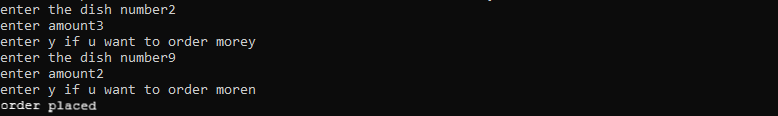 enter the dish number2
enter amount3
enter y if u want to order morey
enter the dish number9
enter amount2
enter y if u want to order moren
order placed